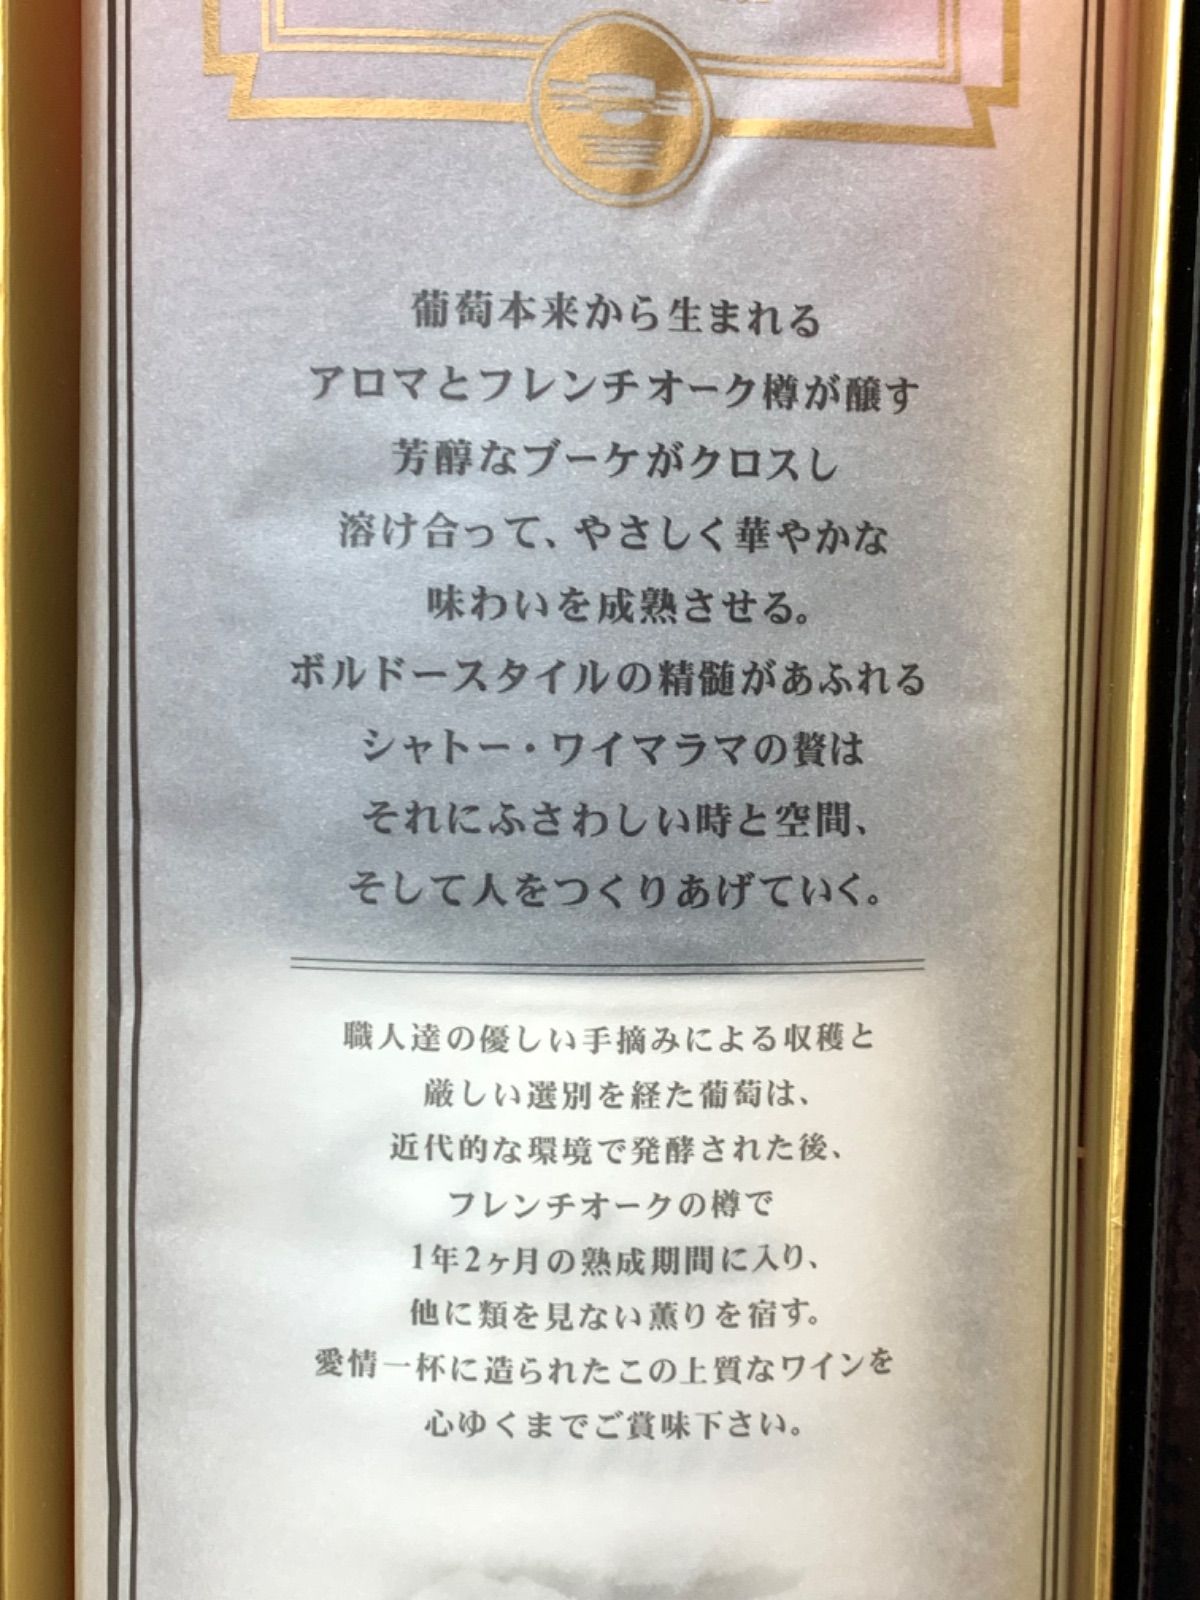 葡萄本来から生まれる
アロマとフレンチオーク樽が醸す
芳醇なブーケがクロスし
溶け合って、やさしく華やかな
味わいを成熟させる。
ボルドースタイルの精髄があふれる
シャトー・ワイマラマの贅は
それにふさわしい時と空間、
そして人をつくりあげていく。
職人達の優しい手摘みによる収穫と
厳しい選別を経た葡萄は、
近代的な環境で発酵された後、
フレンチオークの樽で
1年2ヶ月の熟成期間に入り、
他に類を見ない薫りを宿す。
愛情一杯に造られたこの上質なワインを
心ゆくまでご賞味下さい。